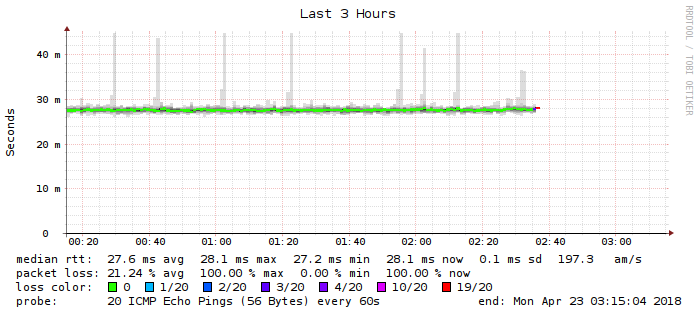 Last 3 Hours
RRDTOOL / TOBI OETIKER
Seconds
40 m
30 m
20 m
10 m
0
00:20 00:40 01:00 01:20 01:40 02:00 02:20 02:40 03:00
median rtt: 27.6 ms avg 28.1 ms max 27.2 ms min 28.1 ms now 0.1 ms sd 197.3 am/s
packet loss: 21.24 % avg 100.00 % max 0.00 % min 100.00 % now
loss color: 0 1/20 2/20 3/20 4/20 10/20 19/20
probe: 20 ICMP Echo Pings (56 Bytes) every 60s end: Mon Apr 23 03:15:04 2018